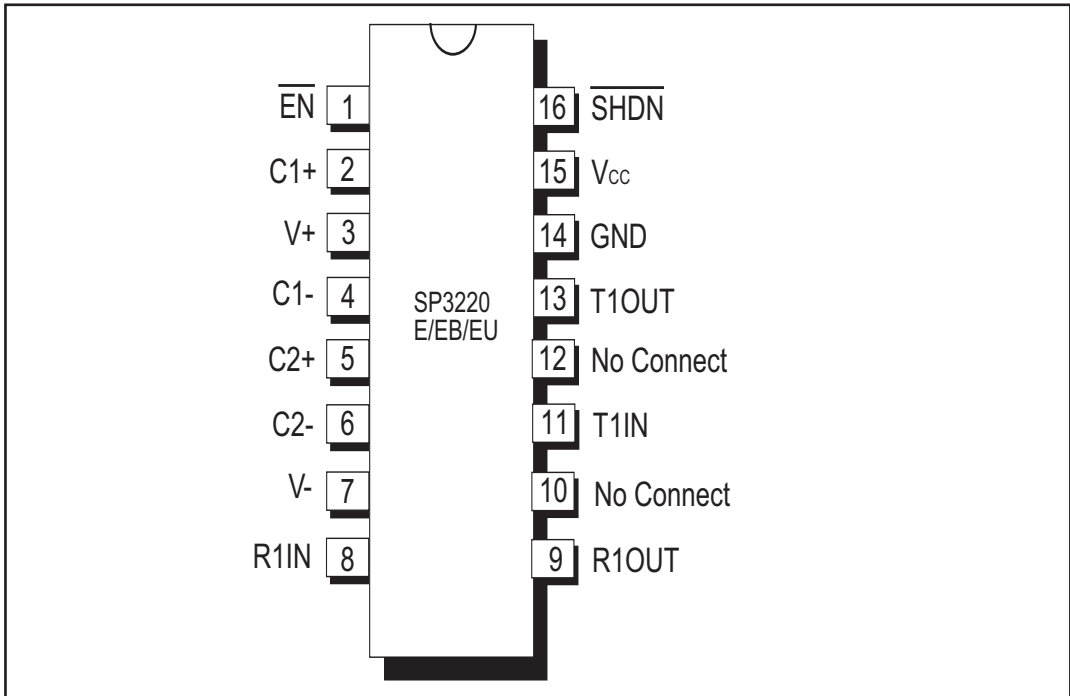 EN 1 16 SHDN
C1+ 2 15 Vcc
V+ 3 14 GND
C1- 4 13 T1OUT
SP3220
E/EB/EU
C2+ 5 12 No Connect
C2- 6 11 T1IN
V- 7 10 No Connect
R1IN 8 9 R1OUT